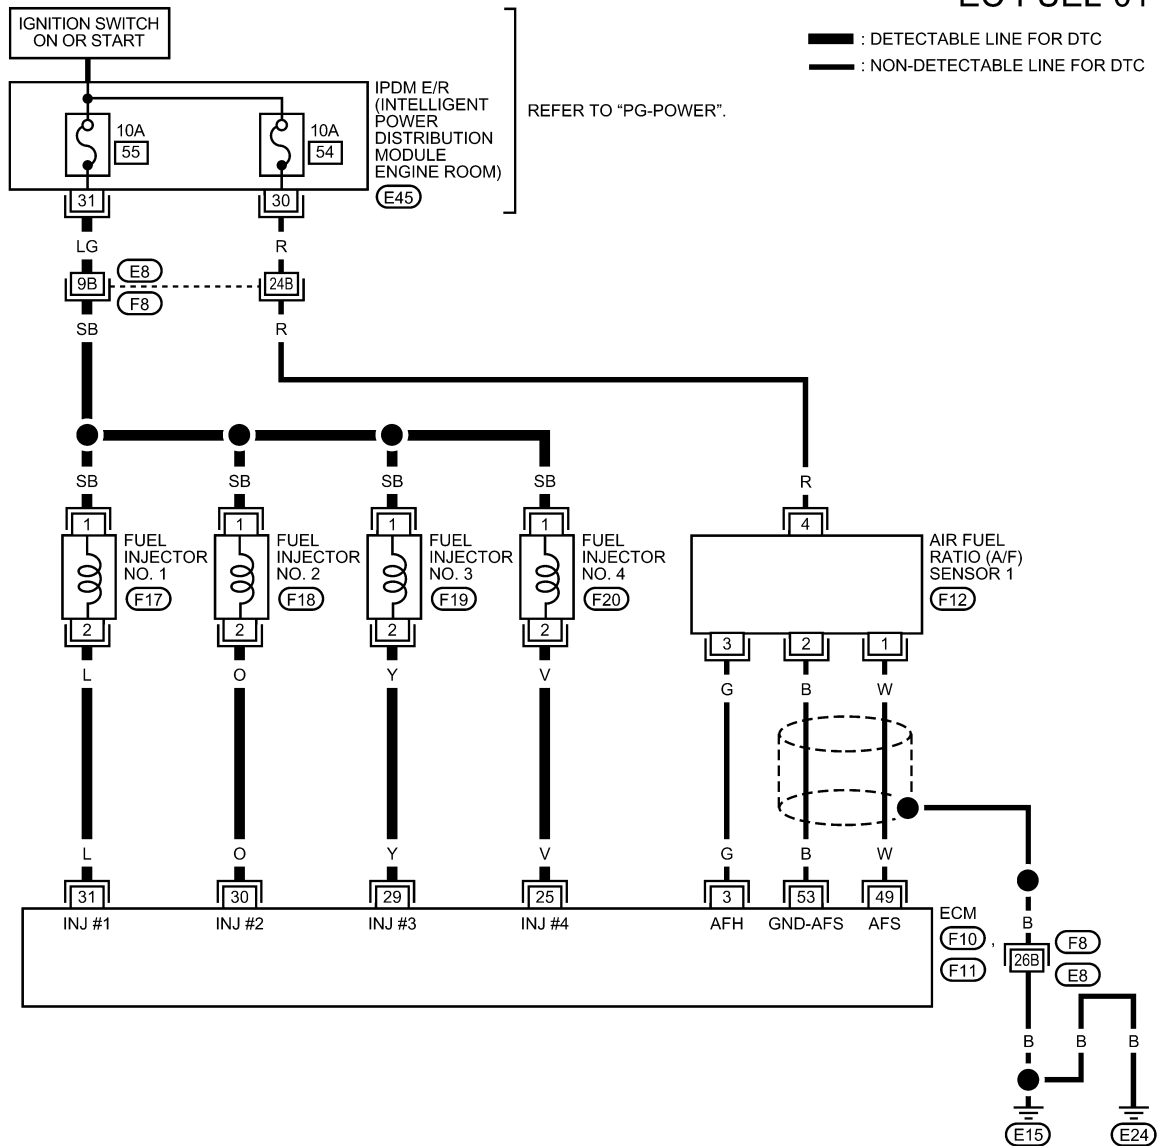 IGNITION SWITCH
ON OR START
: DETECTABLE LINE FOR DTC
: NON-DETECTABLE LINE FOR DTC
IPDM E/R
(INTELLIGENT
POWER
DISTRIBUTION
MODULE
ENGINE ROOM)
E45
REFER TO “PG-POWER”.
10A
55
10A
54
31
30
LG
R
9B
E8
F8
24B
SB
R
SB
SB
SB
SB
R
1
1
1
1
4
FUEL
INJECTOR
NO. 1
F17
FUEL
INJECTOR
NO. 2
F18
FUEL
INJECTOR
NO. 3
F19
FUEL
INJECTOR
NO. 4
F20
AIR FUEL
RATIO (A/F)
SENSOR 1
F12
2
2
2
2
3
2
1
L
O
Y
V
G
B
W
L
O
Y
V
G
B
W
31
30
29
25
3
53
49
INJ #1
INJ #2
INJ #3
INJ #4
AFH
GND-AFS
AFS
ECM
F10 ,
F11
B
26B
F8
E8
B
B
B
E15
E24